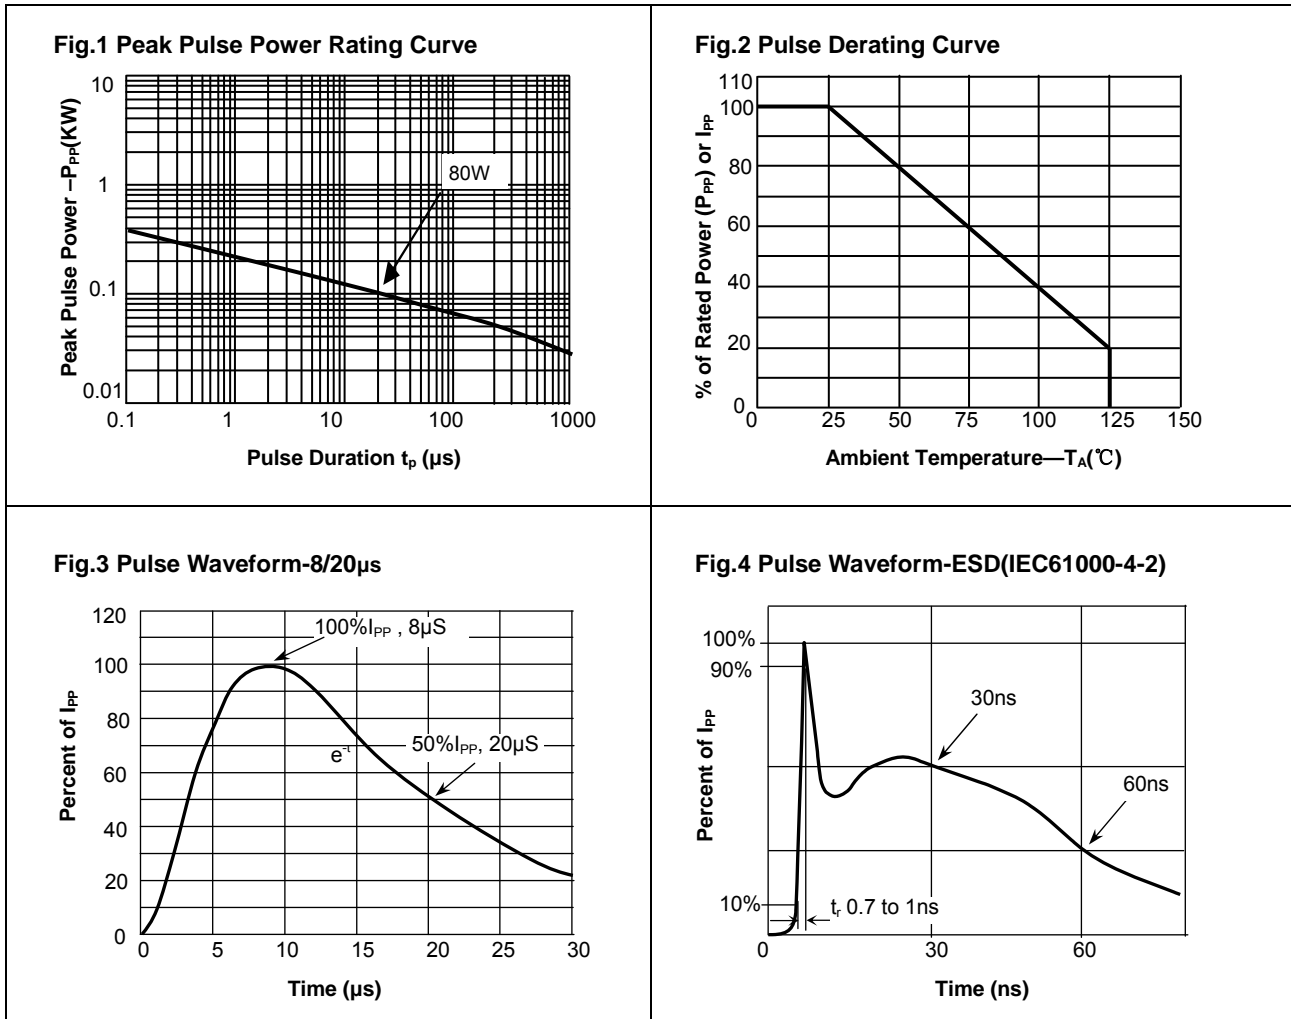 Fig.1 Peak Pulse Power Rating Curve
Peak Pulse Power –PPP(KW)
10
1
0.1
0.01
80W
0.1 1 10 100 1000
Pulse Duration tp (µs)
Fig.2 Pulse Derating Curve
% of Rated Power (PPP) or IPP
110
100
80
60
40
20
0
25 50 75 100 125 150
Ambient Temperature—TA(℃)
Fig.3 Pulse Waveform-8/20µs
Percent of IPP
120
100
80
60
40
20
0
100%IPP , 8µS
e-t
50%IPP, 20µS
0 5 10 15 20 25 30
Time (µs)
Fig.4 Pulse Waveform-ESD(IEC61000-4-2)
Percent of IPP
100%
90%
10%
30ns
60ns
tr 0.7 to 1ns
0 30 60
Time (ns)